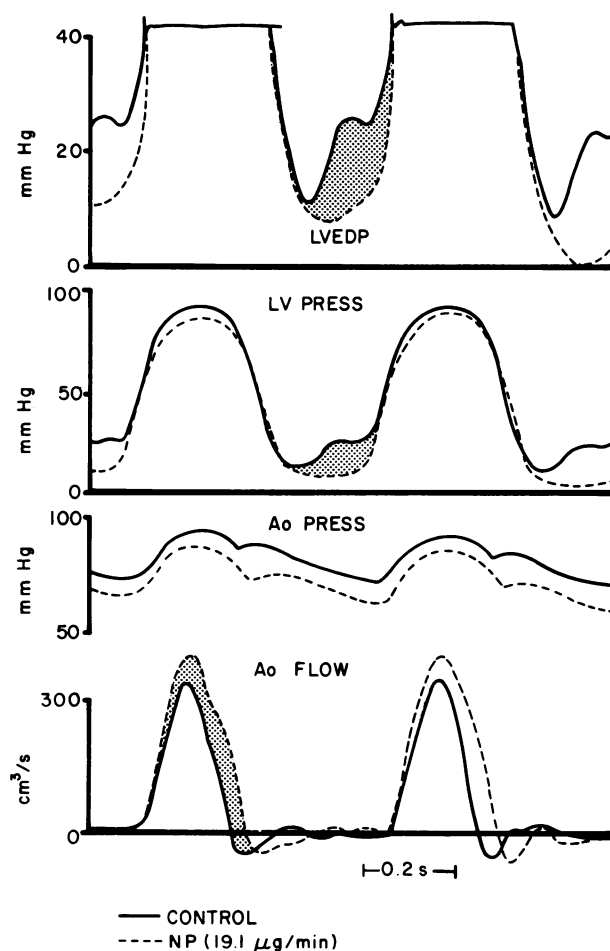 40
20
0
mm Hg
LVEDP
100
50
0
mm Hg
LV PRESS
100
50
mm Hg
Ao PRESS
300
0
cm³/s
Ao FLOW
0.2 s
CONTROL
NP (19.1 µg/min)